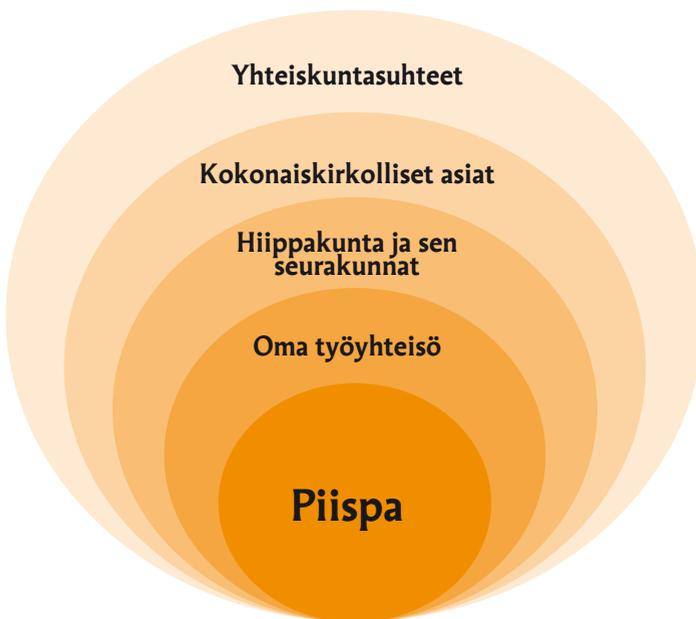 Yhteiskuntasuhteet
Kokonaiskirkolliset asiat
Hiippakunta ja sen
seurakunnat
Oma työyhteisö
Piispa